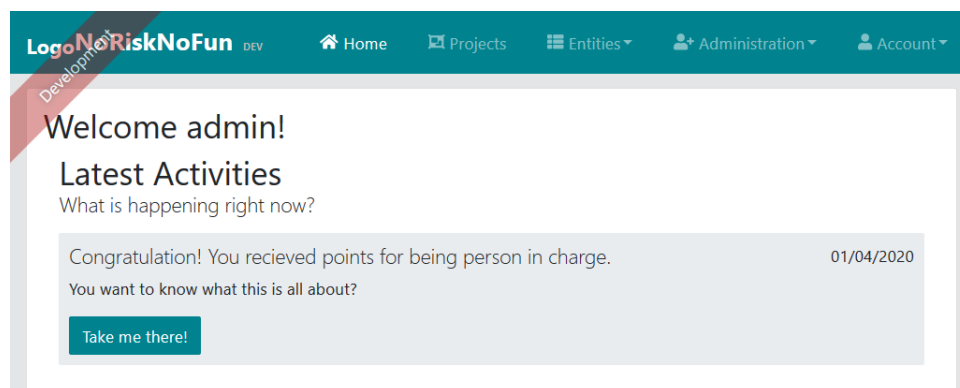 Logo NoRiskNoFun DEV Home Projects Entities Administration Account
Development
Welcome admin!
Latest Activities
What is happening right now?
Congratulation! You recieved points for being person in charge. 01/04/2020
You want to know what this is all about?
Take me there!